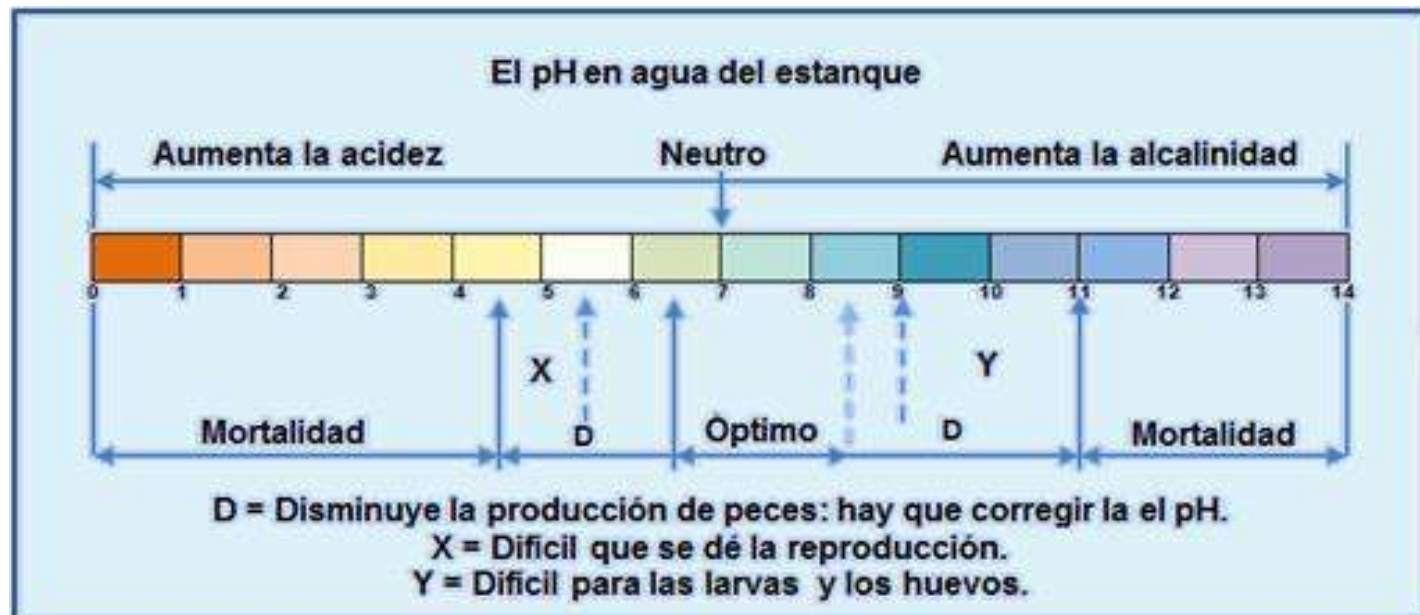 El pH en agua del estanque
Aumenta la acidez Neutro Aumenta la alcalinidad
0 1 2 3 4 5 6 7 8 9 10 11 12 13 14
X Y
Mortalidad D Óptimo D Mortalidad
D = Disminuye la producción de peces: hay que corregir la el pH.
X = Dificil que se dé la reproducción.
Y = Dificil para las larvas y los huevos.